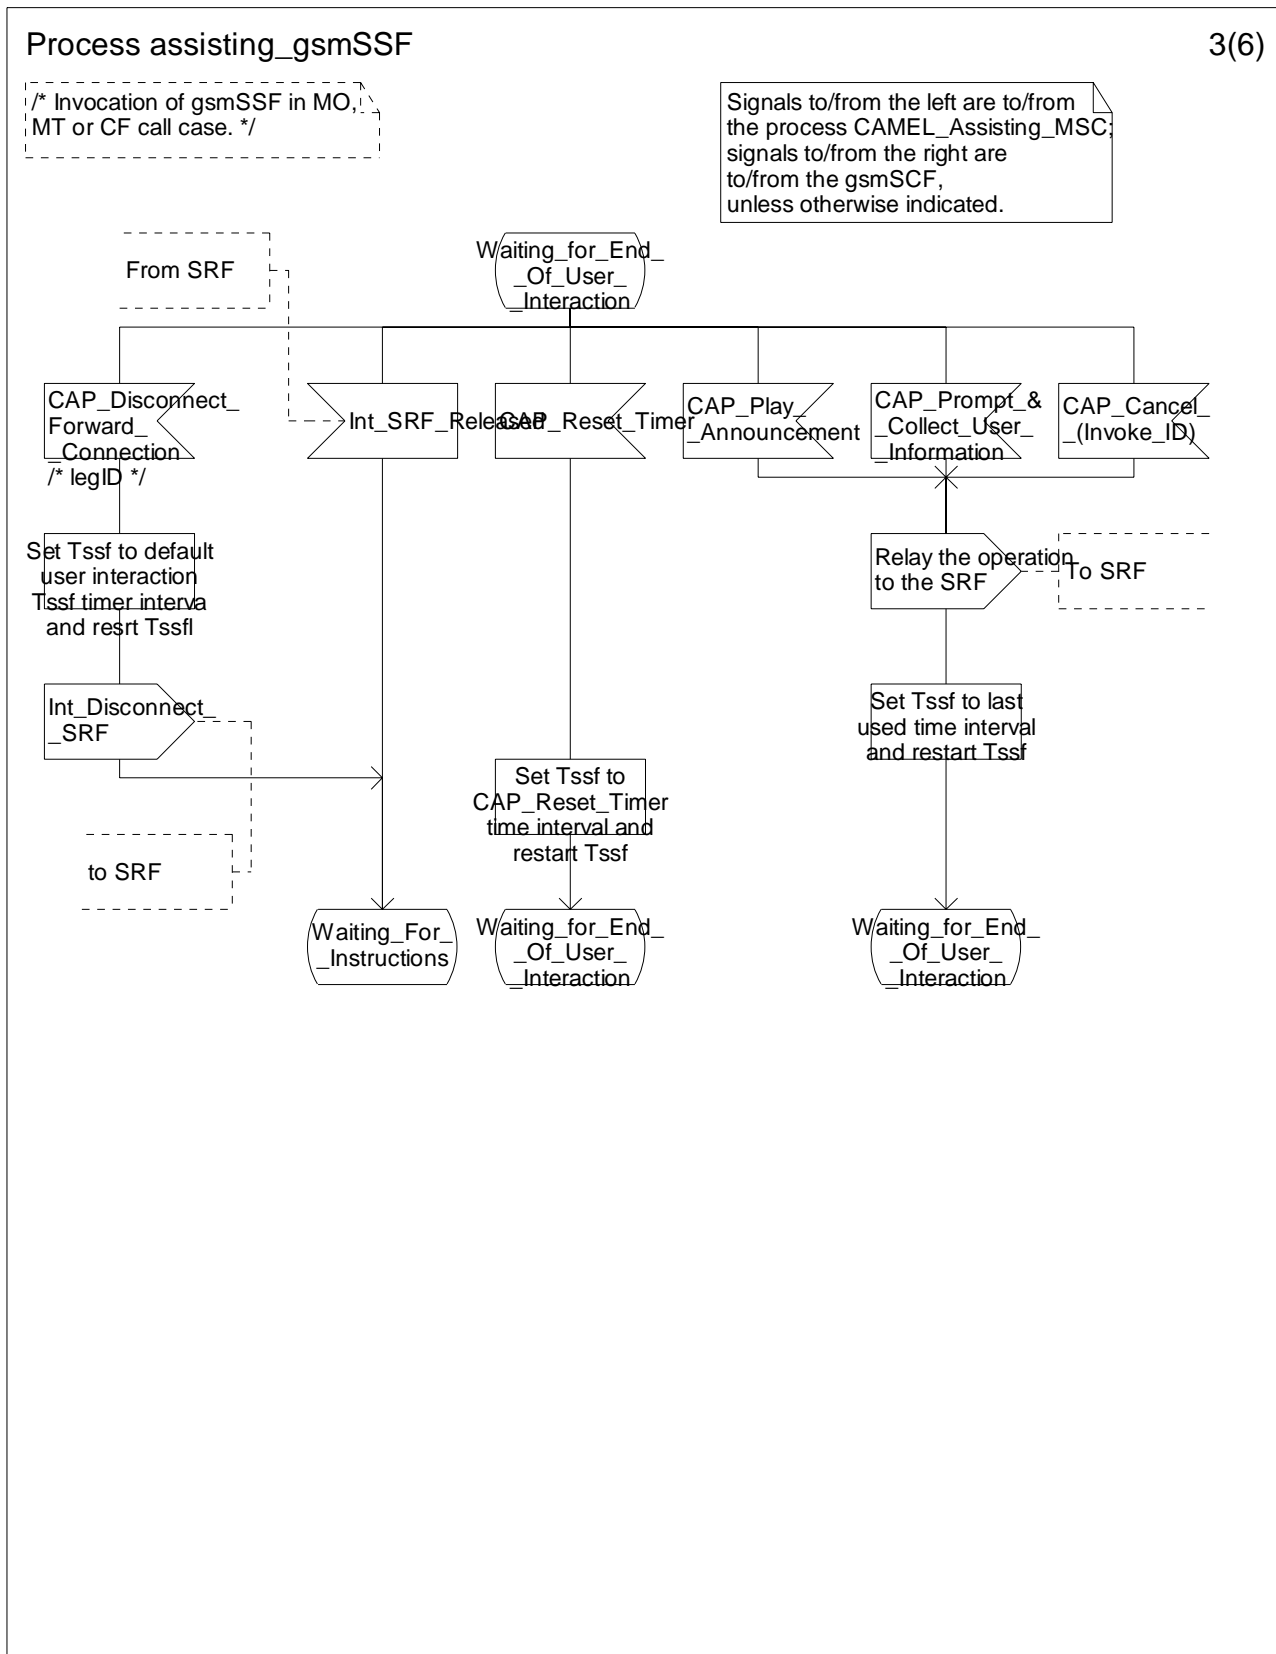 Process assisting_gsmSSF
3(6)
/* Invocation of gsmSSF in MO,
MT or CF call case. */
Signals to/from the left are to/from
the process CAMEL_Assisting_MSC;
signals to/from the right are
to/from the gsmSCF,
unless otherwise indicated.
From SRF
Waiting_for_End_
_Of_User_
_Interaction
CAP_Disconnect_
Forward_
_Connection
/* legID */
Int_SRF_Released
CAP_Reset_Timer
CAP_Play_
_Announcement
CAP_Prompt_&
_Collect_User_
_Information
CAP_Cancel_
_(Invoke_ID)
Set Tssf to default
user interaction
Tssf timer interva
and resrt Tssfl
Relay the operation
to the SRF
To SRF
Int_Disconnect_
_SRF
Set Tssf to last
used time interval
and restart Tssf
Set Tssf to
CAP_Reset_Timer
time interval and
restart Tssf
to SRF
Waiting_For_
_Instructions
Waiting_for_End_
_Of_User_
_Interaction
Waiting_for_End_
_Of_User_
_Interaction